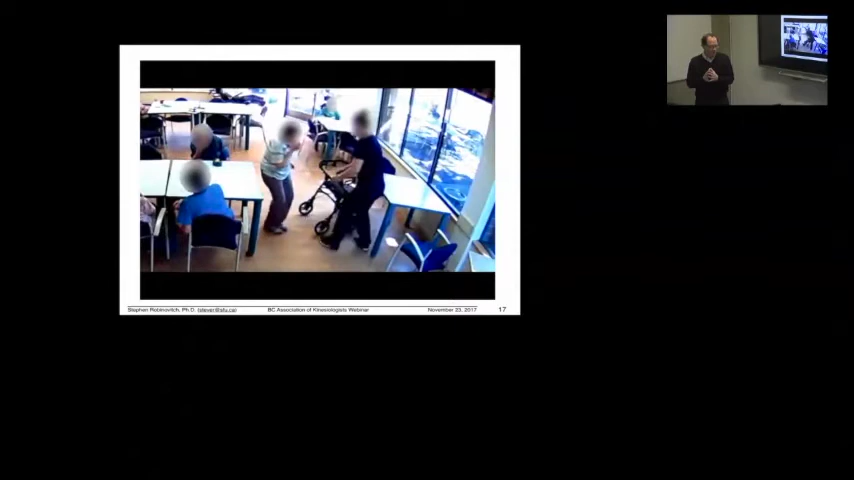 Stephen Robinovitch, Ph.D. (stever@sfu.ca) BC Association of Kinesiologists Webinar November 23, 2017 17